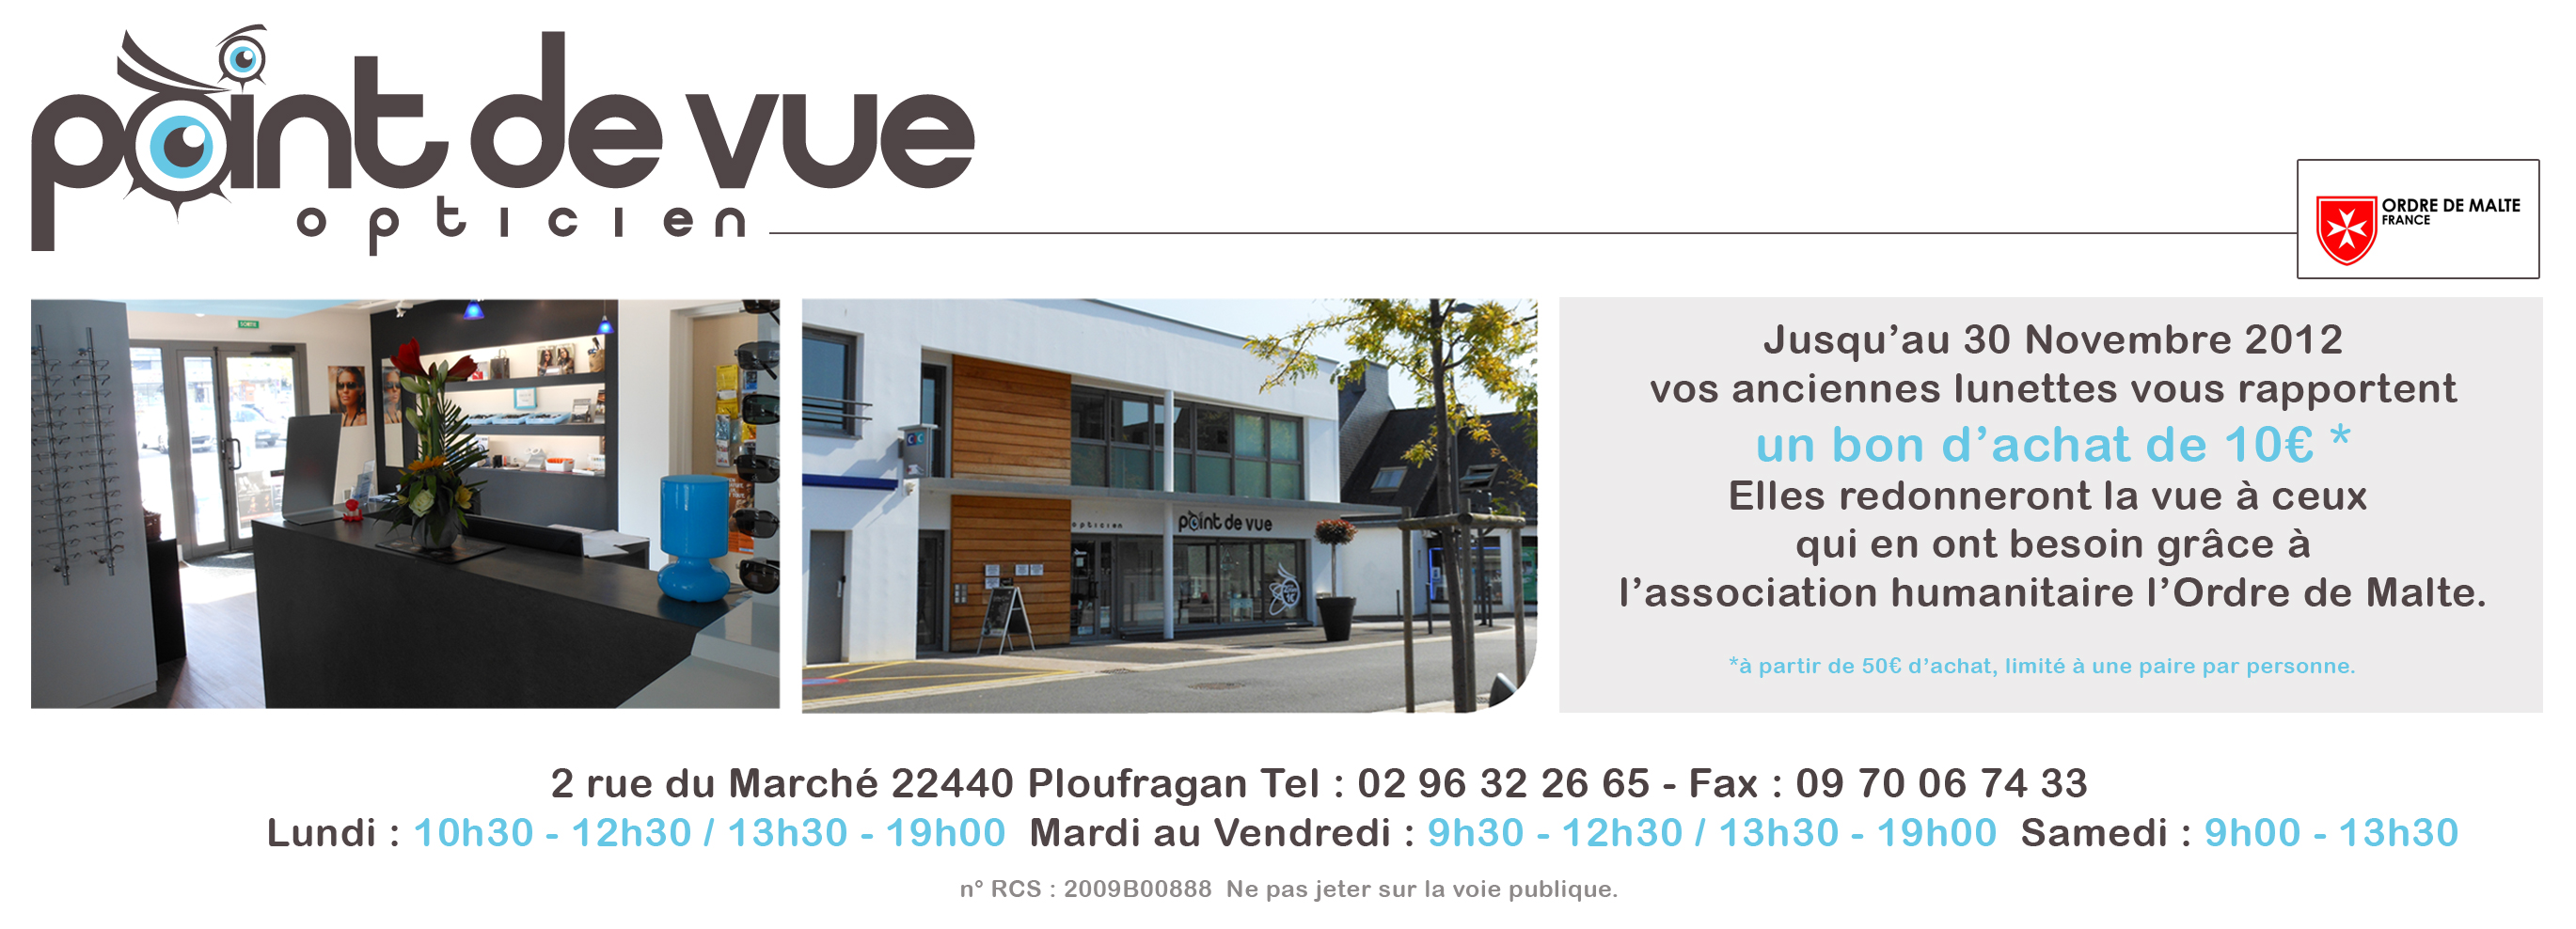 point de vue
opticien
ORDRE DE MALTE
FRANCE
SORTIE
opticien
point de vue
Jusqu’au 30 Novembre 2012
vos anciennes lunettes vous rapportent
un bon d’achat de 10€ *
Elles redonneront la vue à ceux
qui en ont besoin grâce à
l’association humanitaire l’Ordre de Malte.
*à partir de 50€ d’achat, limité à une paire par personne.
2 rue du Marché 22440 Ploufragan Tel : 02 96 32 26 65 - Fax : 09 70 06 74 33
Lundi : 10h30 - 12h30 / 13h30 - 19h00 Mardi au Vendredi : 9h30 - 12h30 / 13h30 - 19h00 Samedi : 9h00 - 13h30
n° RCS : 2009B00888 Ne pas jeter sur la voie publique.